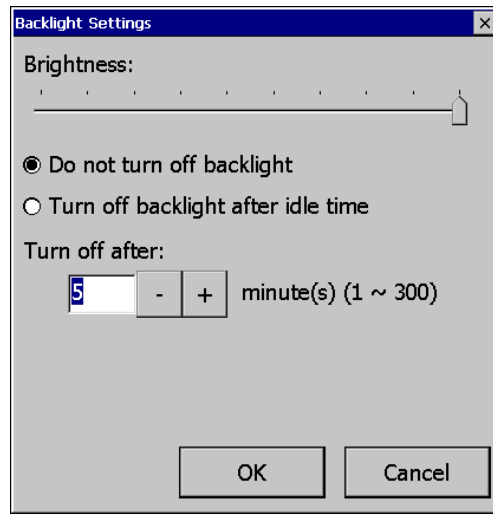 Backlight Settings
Brightness:
Do not turn off backlight
Turn off backlight after idle time
Turn off after:
5 - + minute(s) (1 ~ 300)
OK Cancel